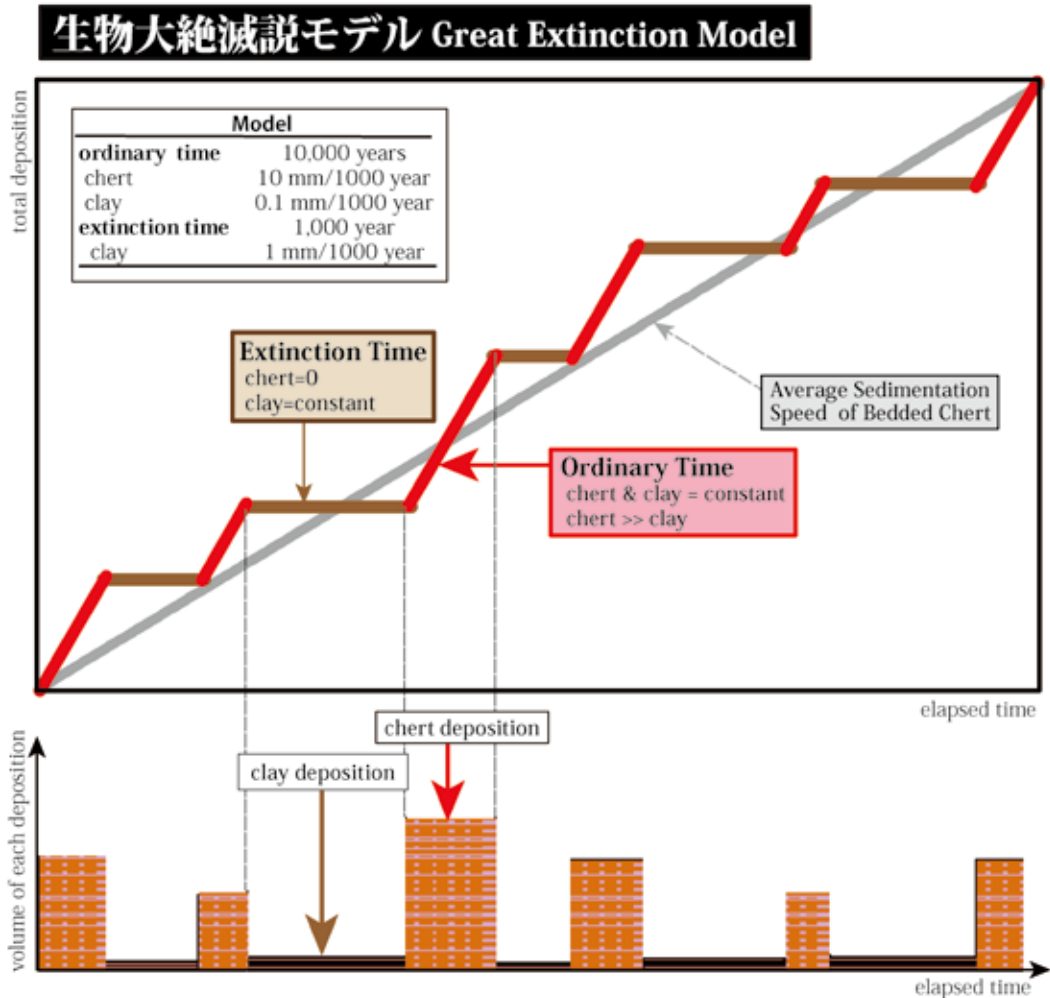 生物大絶滅説モデル Great Extinction Model
total deposition
Model
ordinary time 10,000 years
chert 10 mm/1000 year
clay 0.1 mm/1000 year
extinction time 1,000 year
clay 1 mm/1000 year
Extinction Time
chert=0
clay=constant
Average Sedimentation
Speed of Bedded Chert
Ordinary Time
chert & clay = constant
chert >> clay
elapsed time
volume of each deposition
chert deposition
clay deposition
elapsed time